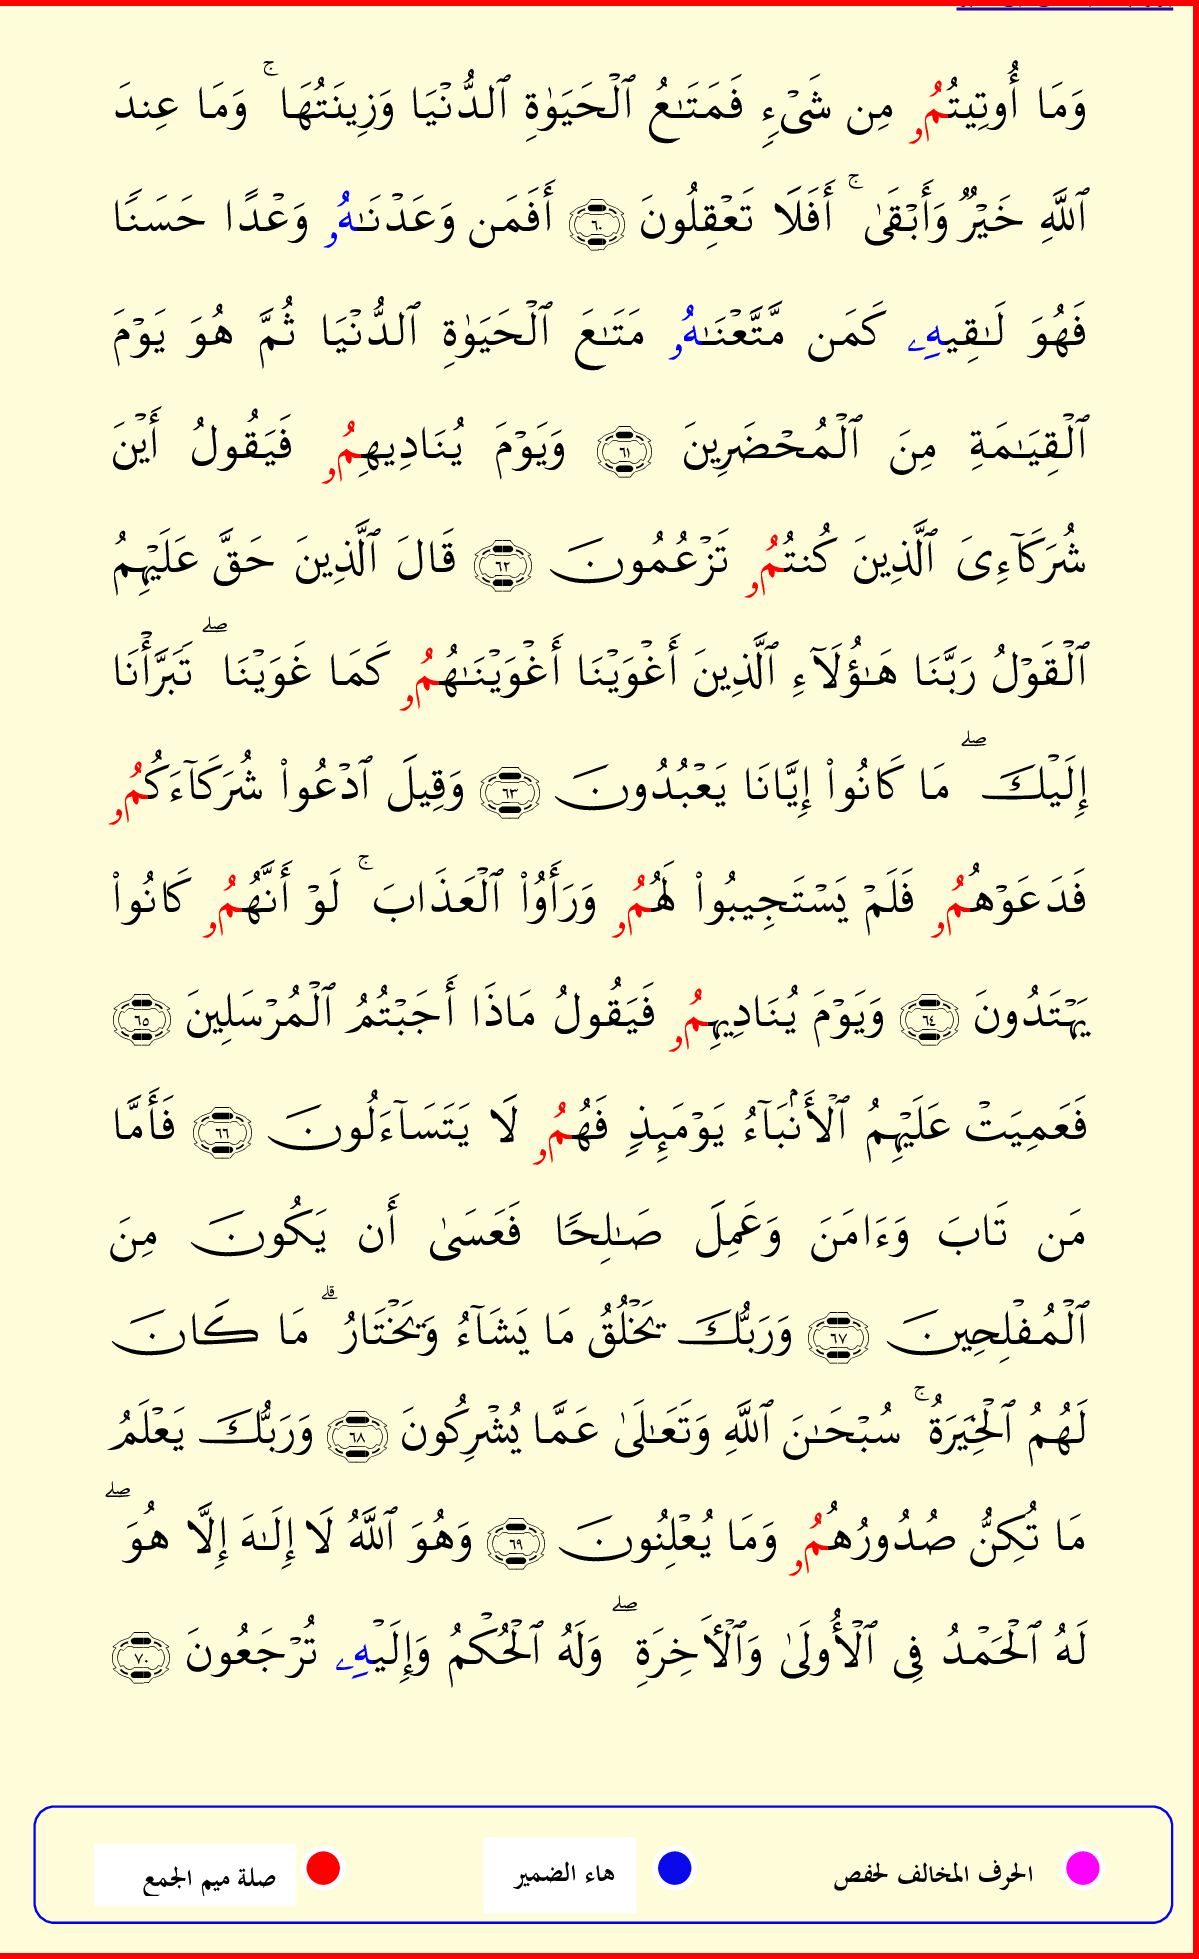 وَمَا أُوتِيتُمُۥ مِن شَىْءٍ فَمَتَـٰعُ ٱلْحَيَوٰةِ ٱلدُّنْيَا وَزِينَتُهَا ۚ وَمَا عِندَ
ٱللَّهِ خَيْرٌ وَأَبْقَىٰ ۚ أَفَلَا تَعْقِلُونَ ٦٠ أَفَمَن وَعَدْنَـٰهُۥ وَعْدًا حَسَنًا
فَهُوَ لَـٰقِيهِۦ كَمَن مَّتَّعْنَـٰهُۥ مَتَـٰعَ ٱلْحَيَوٰةِ ٱلدُّنْيَا ثُمَّ هُوَ يَوْمَ
ٱلْقِيَـٰمَةِ مِنَ ٱلْمُحْضَرِينَ ٦١ وَيَوْمَ يُنَادِيهِمُۥ فَيَقُولُ أَيْنَ
شُرَكَآءِىَ ٱلَّذِينَ كُنتُمُۥ تَزْعُمُونَ ٦٢ قَالَ ٱلَّذِينَ حَقَّ عَلَيْهِمُ
ٱلْقَوْلُ رَبَّنَا هَـٰٓؤُلَآءِ ٱلَّذِينَ أَغْوَيْنَا أَغْوَيْنَـٰهُمُۥ كَمَا غَوَيْنَا ۖ تَبَرَّأْنَا
إِلَيْكَ ۖ مَا كَانُوا۟ إِيَّانَا يَعْبُدُونَ ٦٣ وَقِيلَ ٱدْعُوا۟ شُرَكَآءَكُمُۥ
فَدَعَوْهُمُۥ فَلَمْ يَسْتَجِيبُوا۟ لَهُمُۥ وَرَأَوُا۟ ٱلْعَذَابَ ۚ لَوْ أَنَّهُمُۥ كَانُوا۟
يَهْتَدُونَ ٦٤ وَيَوْمَ يُنَادِيهِمُۥ فَيَقُولُ مَاذَا أَجَبْتُمُ ٱلْمُرْسَلِينَ ٦٥
فَعَمِيَتْ عَلَيْهِمُ ٱلْأَنۢبَآءُ يَوْمَئِذٍ فَهُمُۥ لَا يَتَسَآءَلُونَ ٦٦ فَأَمَّا
مَن تَابَ وَءَامَنَ وَعَمِلَ صَـٰلِحًا فَعَسَىٰ أَن يَكُونَ مِنَ
ٱلْمُفْلِحِينَ ٦٧ وَرَبُّكَ يَخْلُقُ مَا يَشَآءُ وَيَخْتَارُ ۗ مَا كَانَ
لَهُمُ ٱلْخِيَرَةُ ۚ سُبْحَـٰنَ ٱللَّهِ وَتَعَـٰلَىٰ عَمَّا يُشْرِكُونَ ٦٨ وَرَبُّكَ يَعْلَمُ
مَا تُكِنُّ صُدُورُهُمُۥ وَمَا يُعْلِنُونَ ٦٩ وَهُوَ ٱللَّهُ لَا إِلَـٰهَ إِلَّا هُوَ ۖ
لَهُ ٱلْحَمْدُ فِى ٱلْأُولَىٰ وَٱلْأَخِرَةِ ۖ وَلَهُ ٱلْحُكْمُ وَإِلَيْهِۦ تُرْجَعُونَ ٧٠
الحرف المخالف لحفص هاء الضمير صلة ميم الجمع